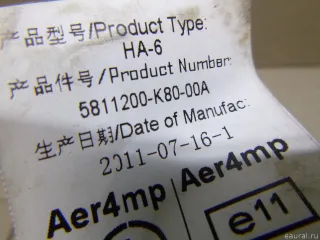 产品型号/Product Type:
HA-6
产品件号/Product Number:
5811200-K80-00A
生产日期/Date of Manufac:
2011-07-16-1
Aer4mp Aer4mp
e11
eaural.ru